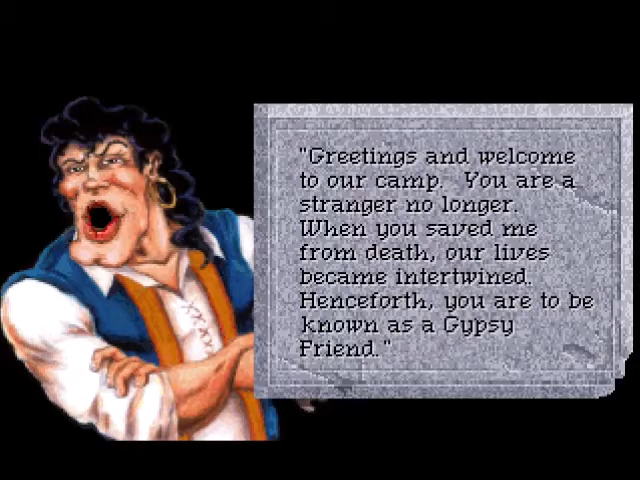 "Greetings and welcome
to our camp. You are a
stranger no longer.
When you saved me
from death, our lives
became intertwined.
Henceforth, you are to be
known as a Gypsy
Friend."